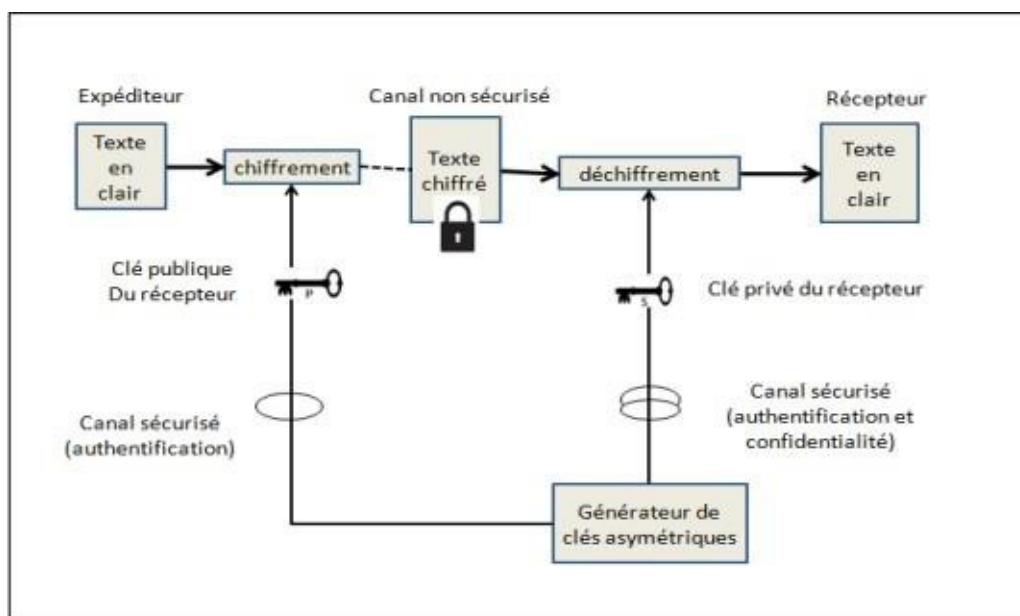 Expéditeur
Canal non sécurisé
Récepteur
Texte
en
clair
chiffrement
Texte
chiffré
déchiffrement
Texte
en
clair
Clé publique
Du récepteur
P
S
Clé privé du récepteur
Canal sécurisé
(authentification)
Canal sécurisé
(authentification et
confidentialité)
Générateur de
clés asymétriques